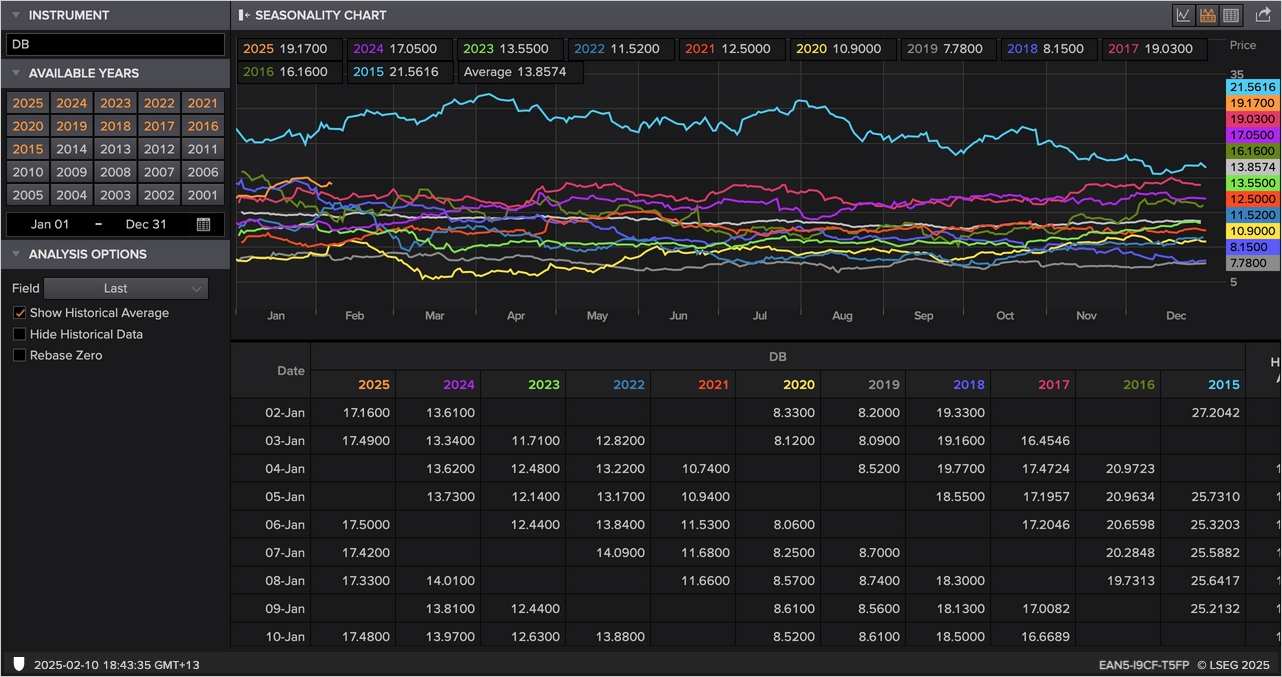 INSTRUMENT
SEASONALITY CHART
DB
AVAILABLE YEARS
2025 2024 2023 2022 2021
2020 2019 2018 2017 2016
2015 2014 2013 2012 2011
2010 2009 2008 2007 2006
2005 2004 2003 2002 2001
Jan 01 – Dec 31
ANALYSIS OPTIONS
Field Last
Show Historical Average
Hide Historical Data
Rebase Zero
2025 19.1700 2024 17.0500 2023 13.5500 2022 11.5200 2021 12.5000 2020 10.9000 2019 7.7800 2018 8.1500 2017 19.0300
2016 16.1600 2015 21.5616 Average 13.8574
Price
35
21.5616
19.1700
19.0300
17.0500
16.1600
13.8574
13.5500
12.5000
11.5200
10.9000
8.1500
7.7800
5
Jan Feb Mar Apr May Jun Jul Aug Sep Oct Nov Dec
DB
Date 2025 2024 2023 2022 2021 2020 2019 2018 2017 2016 2015
02-Jan 17.1600 13.6100 8.3300 8.2000 19.3300 27.2042
03-Jan 17.4900 13.3400 11.7100 12.8200 8.1200 8.0900 19.1600 16.4546
04-Jan 13.6200 12.4800 13.2200 10.7400 8.5200 19.7700 17.4724 20.9723
05-Jan 13.7300 12.1400 13.1700 10.9400 18.5500 17.1957 20.9634 25.7310
06-Jan 17.5000 12.4400 13.8400 11.5300 8.0600 17.2046 20.6598 25.3203
07-Jan 17.4200 14.0900 11.6800 8.2500 8.7000 20.2848 25.5882
08-Jan 17.3300 14.0100 11.6600 8.5700 8.7400 18.3000 19.7313 25.6417
09-Jan 13.8100 12.4400 8.6100 8.5600 18.1300 17.0082 25.2132
10-Jan 17.4800 13.9700 12.6300 13.8800 8.5200 8.6100 18.5000 16.6689
2025-02-10 18:43:35 GMT+13
EAN5-I9CF-T5FP © LSEG 2025